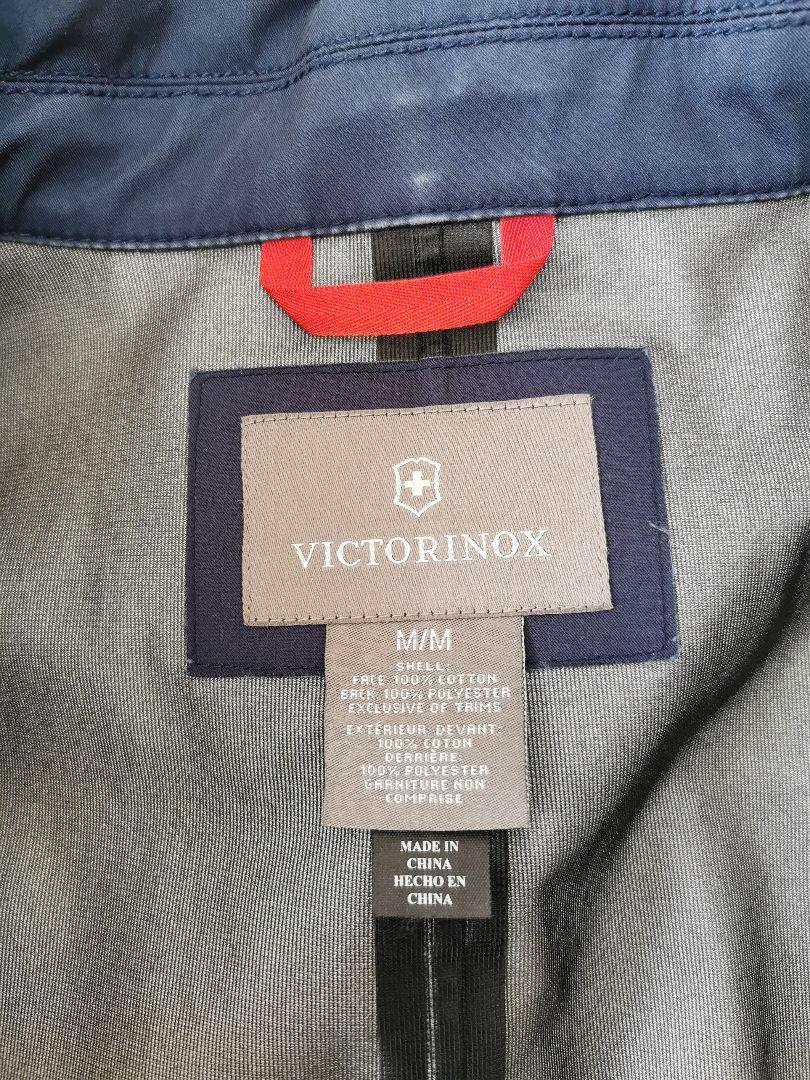 VICTORINOX
M/M
SHELL:
FACE: 100% COTTON
BACK: 100% POLYESTER
EXCLUSIVE OF TRIMS
EXTÉRIEUR: DEVANT:
100% COTON
DERRIÈRE:
100% POLYESTER
GARNITURE NON
COMPRISE
MADE IN
CHINA
HECHO EN
CHINA